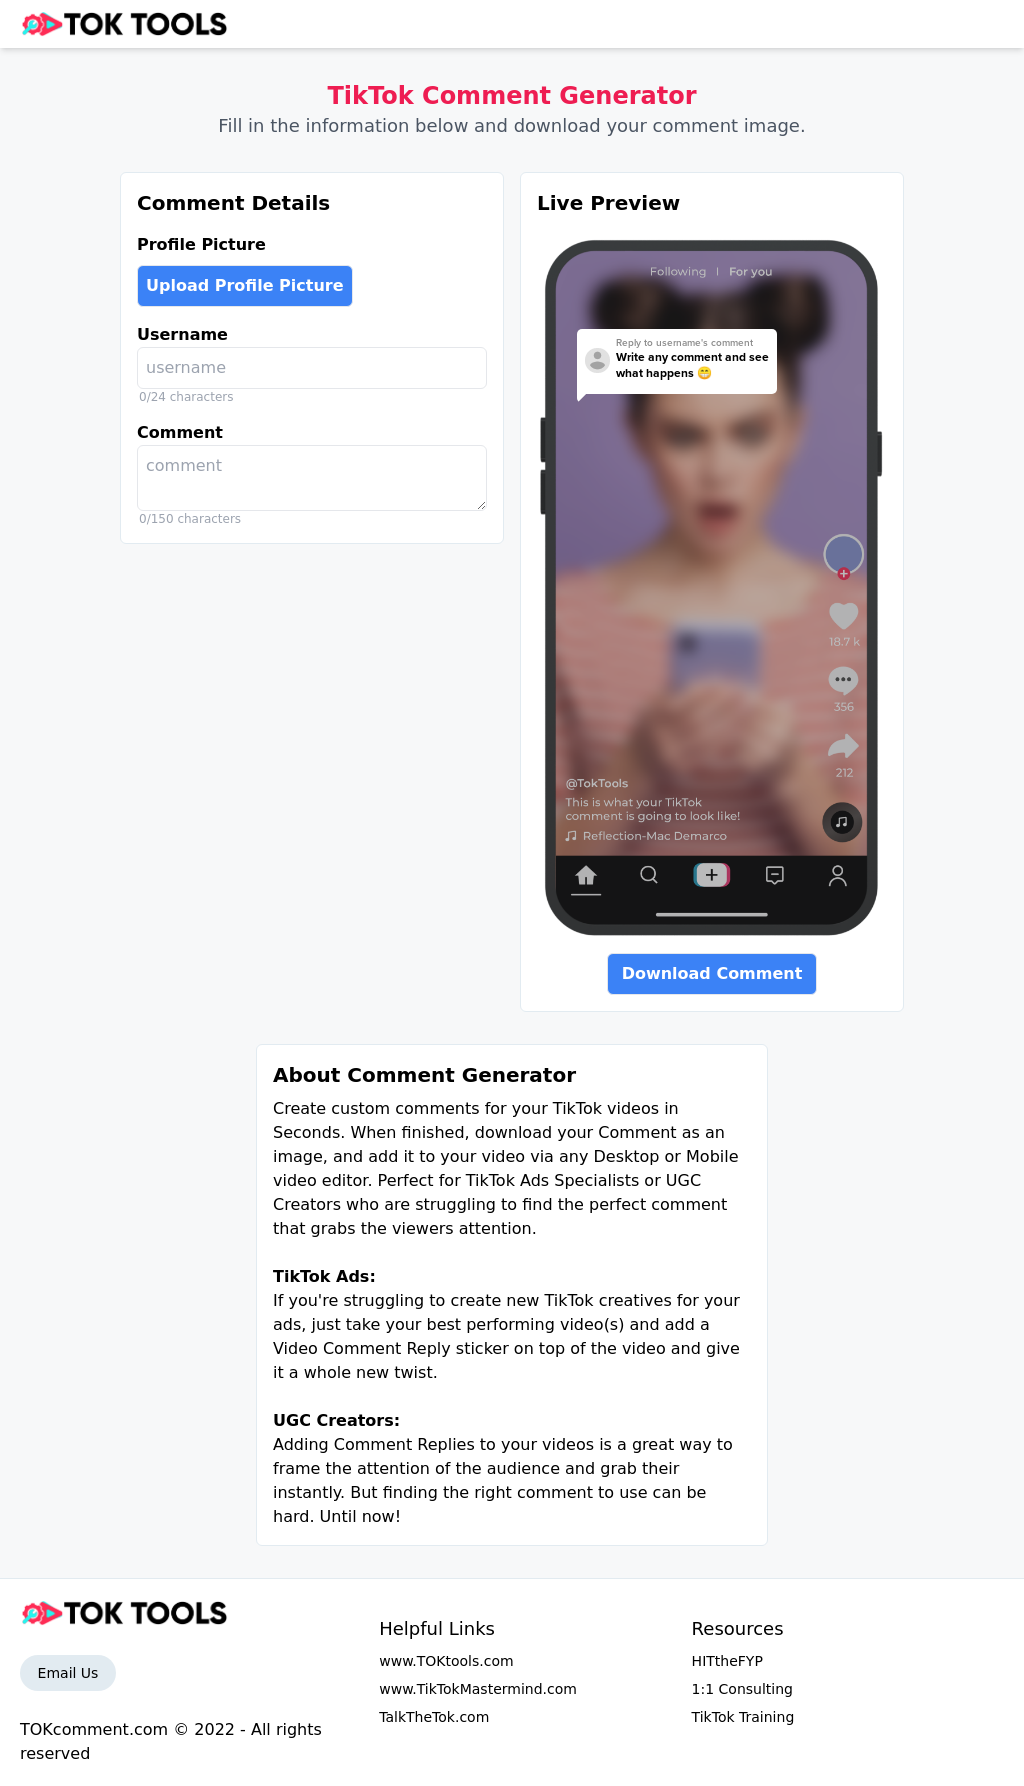 TOK TOOLS
TikTok Comment Generator
Fill in the information below and download your comment image.
Comment Details
Profile Picture
Upload Profile Picture
Username
username
0/24 characters
Comment
comment
0/150 characters
Live Preview
Following | For you
Reply to username's comment
Write any comment and see
what happens 😁
18.7 k
356
212
@TokTools
This is what your TikTok
comment is going to look like!
Reflection-Mac Demarco
Download Comment
About Comment Generator
Create custom comments for your TikTok videos in
Seconds. When finished, download your Comment as an
image, and add it to your video via any Desktop or Mobile
video editor. Perfect for TikTok Ads Specialists or UGC
Creators who are struggling to find the perfect comment
that grabs the viewers attention.
TikTok Ads:
If you're struggling to create new TikTok creatives for your
ads, just take your best performing video(s) and add a
Video Comment Reply sticker on top of the video and give
it a whole new twist.
UGC Creators:
Adding Comment Replies to your videos is a great way to
frame the attention of the audience and grab their
instantly. But finding the right comment to use can be
hard. Until now!
TOK TOOLS
Email Us
TOKcomment.com © 2022 - All rights
reserved
Helpful Links
www.TOKtools.com
www.TikTokMastermind.com
TalkTheTok.com
Resources
HITtheFYP
1:1 Consulting
TikTok Training